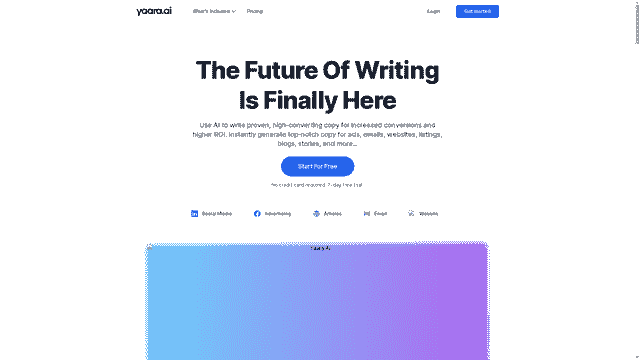 yaara.ai
What's Included
Pricing
Login
Get started
The Future Of Writing
Is Finally Here
Use AI to write proven, high-converting copy for increased conversions and
higher ROI. Instantly generate top-notch copy for ads, emails, websites, listings,
blogs, stories, and more...
Start For Free
No credit card required. 7-day free trial
Social Media
Advertising
Articles
Email